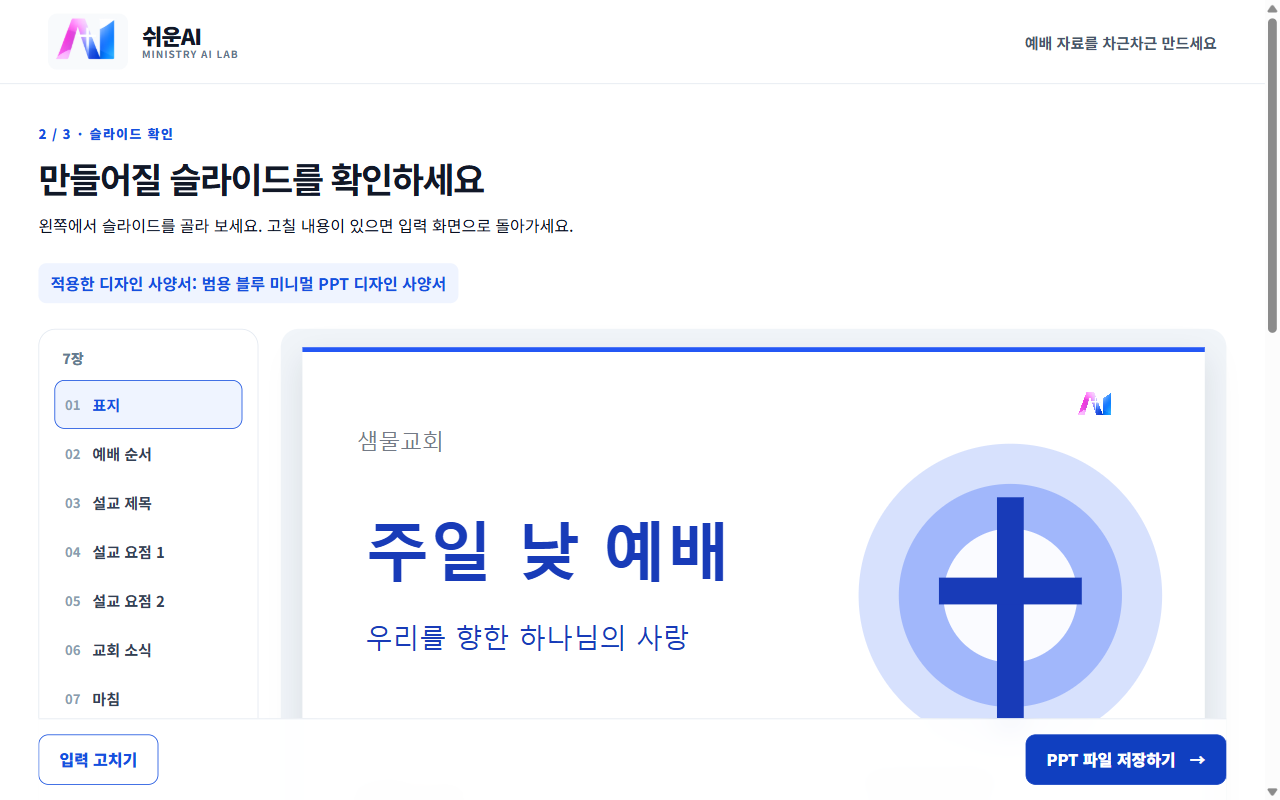 AI
쉬운AI
MINISTRY AI LAB
예배 자료를 차근차근 만드세요
2 / 3 · 슬라이드 확인
만들어질 슬라이드를 확인하세요
왼쪽에서 슬라이드를 골라 보세요. 고칠 내용이 있으면 입력 화면으로 돌아가세요.
적용한 디자인 사양서: 범용 블루 미니멀 PPT 디자인 사양서
7장
01 표지
02 예배 순서
03 설교 제목
04 설교 요점 1
05 설교 요점 2
06 교회 소식
07 마침
AI
샘물교회
주일 낮 예배
우리를 향한 하나님의 사랑
입력 고치기
PPT 파일 저장하기 →